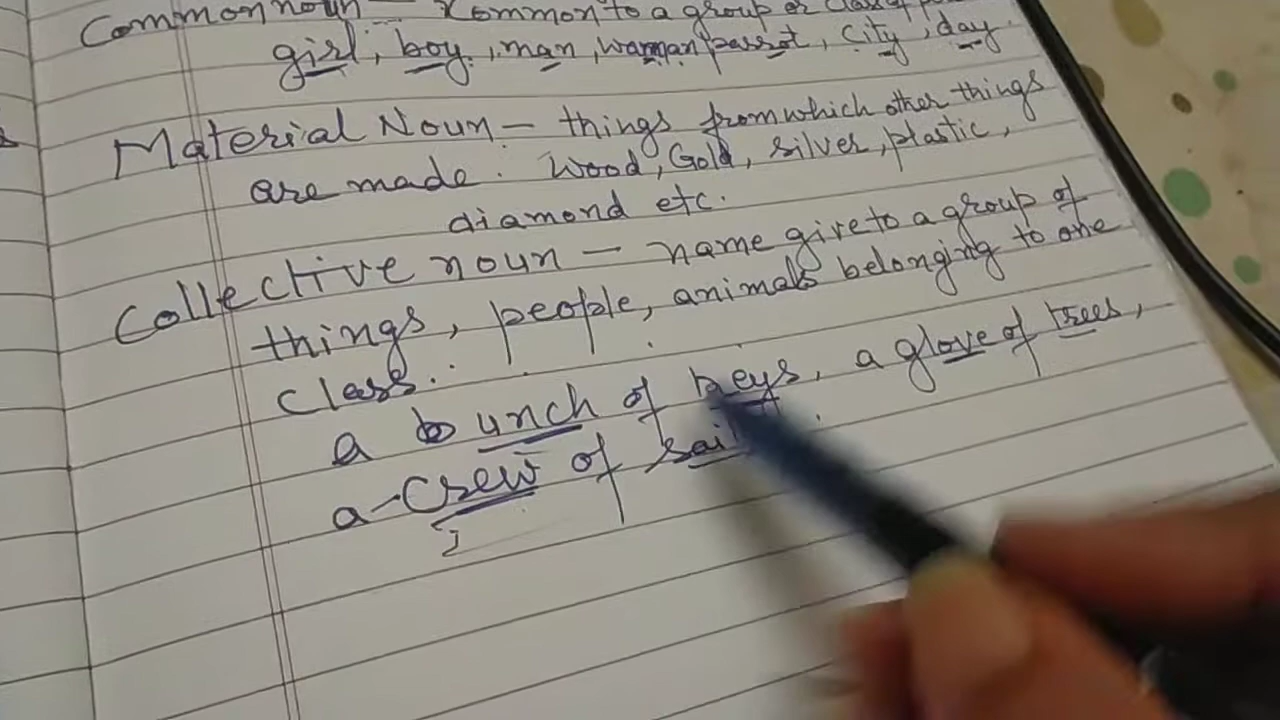 Common noun — Common to a group or class of
girl, boy, man, waman parrot, city, day
Material Noun — things from which other things
are made. Wood, Gold, silver, plastic,
diamond etc.
Collective noun — name give to a group of
things, people, animals belonging to one
class.
a bunch of keys, a glove of trees,
a-Crew of